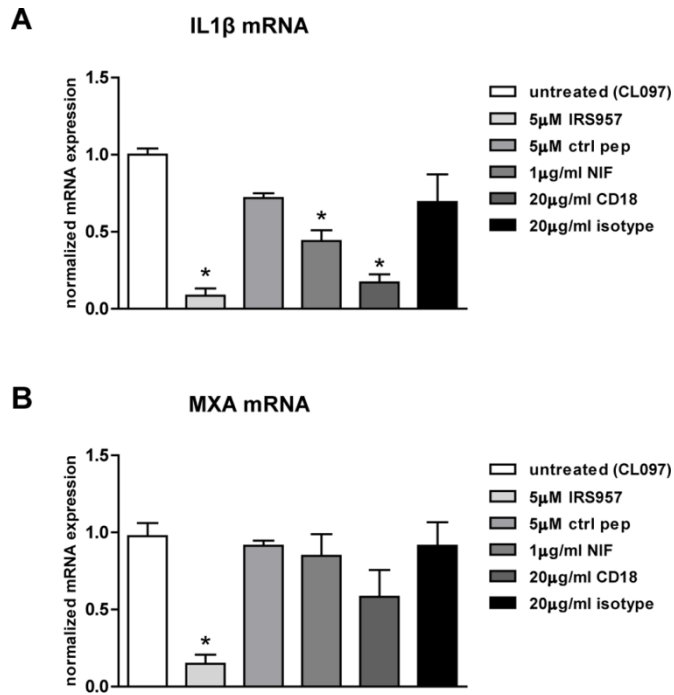 A
IL1β mRNA
normalized mRNA expression
1.5
1.0
0.5
0.0
*
*
*
untreated (CL097)
5μM IRS957
5μM ctrl pep
1μg/ml NIF
20μg/ml CD18
20μg/ml isotype
B
MXA mRNA
normalized mRNA expression
1.5
1.0
0.5
0.0
*
untreated (CL097)
5μM IRS957
5μM ctrl pep
1μg/ml NIF
20μg/ml CD18
20μg/ml isotype